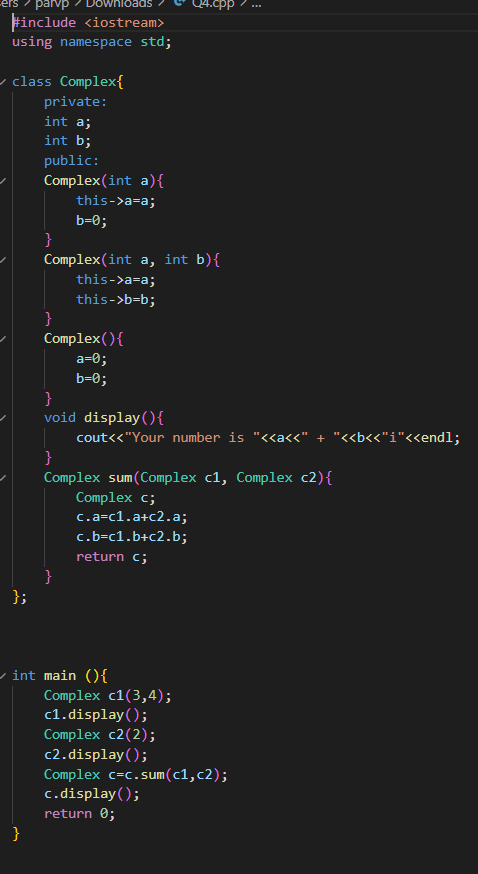 ers > parvp > Downloads > Q4.cpp > ...
#include <iostream>
using namespace std;
class Complex{
    private:
    int a;
    int b;
    public:
    Complex(int a){
        this->a=a;
        b=0;
    }
    Complex(int a, int b){
        this->a=a;
        this->b=b;
    }
    Complex(){
        a=0;
        b=0;
    }
    void display(){
        cout<<"Your number is "<<a<<" + "<<b<<"i"<<endl;
    }
    Complex sum(Complex c1, Complex c2){
        Complex c;
        c.a=c1.a+c2.a;
        c.b=c1.b+c2.b;
        return c;
    }
};
int main (){
    Complex c1(3,4);
    c1.display();
    Complex c2(2);
    c2.display();
    Complex c=c.sum(c1,c2);
    c.display();
    return 0;
}